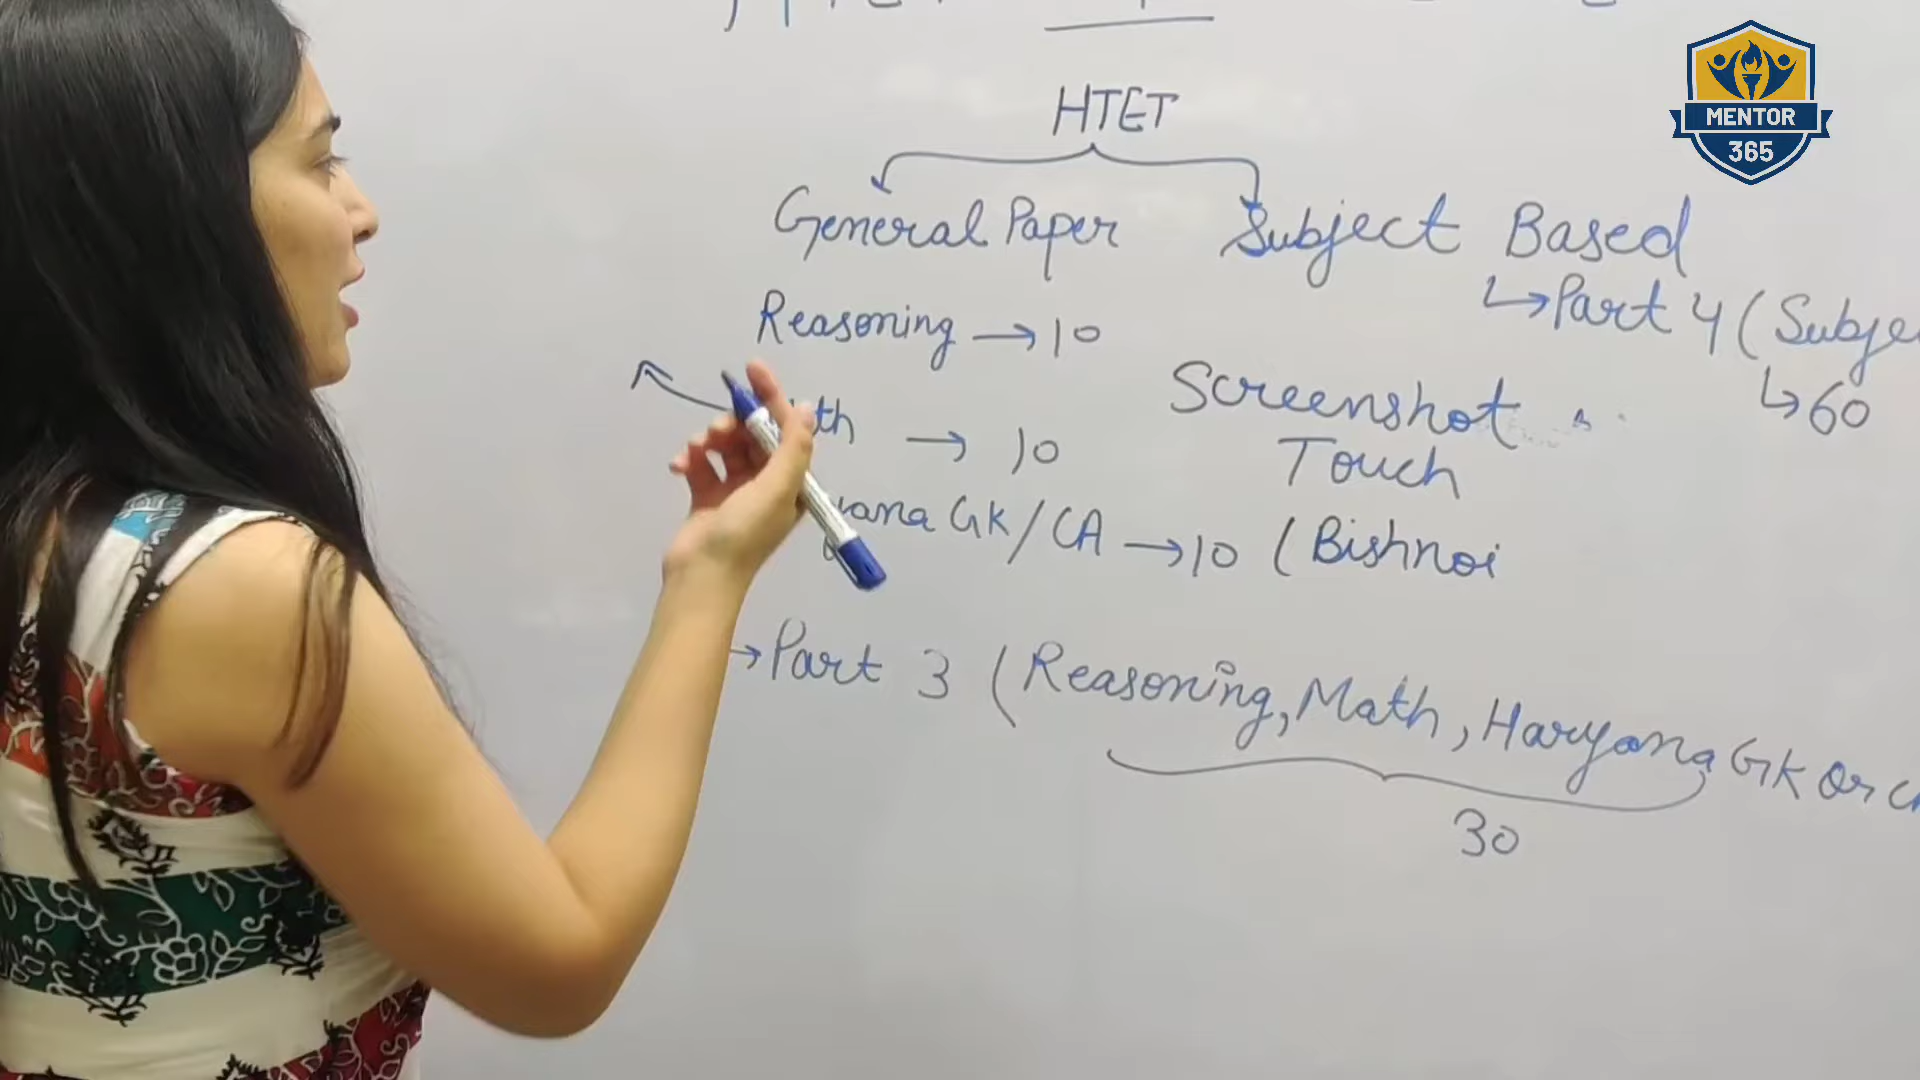 HTET
MENTOR
365
General Paper
Subject Based
Reasoning → 10
↳ Part 4 (Subje
↳ 60
Screenshot
Touch
th → 10
yana GK/CA → 10 (Bishnoi
→ Part 3 (Reasoning, Math, Haryana GK or C
30